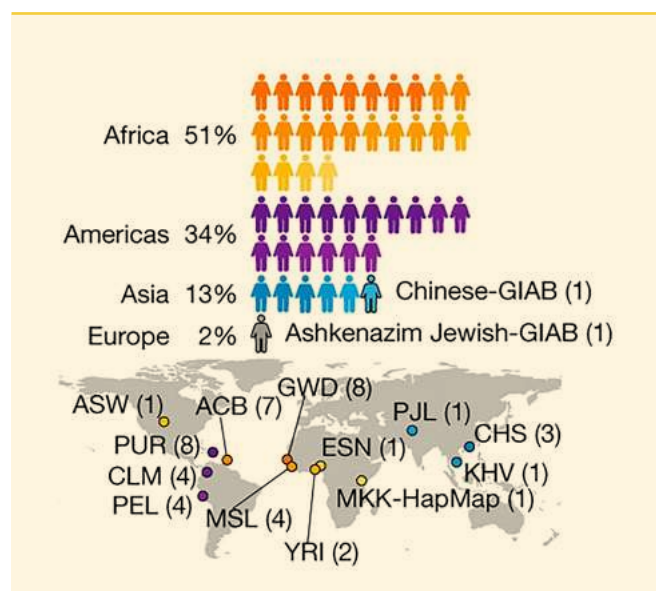 Africa 51%
Americas 34%
Asia 13% Chinese-GIAB (1)
Europe 2% Ashkenazim Jewish-GIAB (1)
GWD (8)
ASW (1) ACB (7) PJL (1)
PUR (8) ESN (1) CHS (3)
CLM (4) KHV (1)
PEL (4) MSL (4) MKK-HapMap (1)
YRI (2)